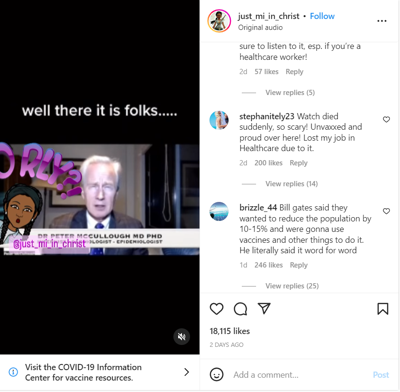 just_mi_in_christ • Follow
Original audio
sure to listen to it, esp. if you're a
healthcare worker!
2d 57 likes Reply
View replies (5)
stephanitely23 Watch died
suddenly, so scary! Unvaxxed and
proud over here! Lost my job in
Healthcare due to it.
2d 200 likes Reply
View replies (14)
brizzle_44 Bill gates said they
wanted to reduce the population by
10-15% and were gonna use
vaccines and other things to do it.
He literally said it word for word
1d 246 likes Reply
View replies (25)
18,115 likes
2 DAYS AGO
Add a comment... Post
well there it is folks.....
O RLY?
DR PETER MCCULLOUGH MD PHD
OLOGIST - EPIDEMIOLOGIST
@just_mi_in_christ
Visit the COVID-19 Information
Center for vaccine resources.